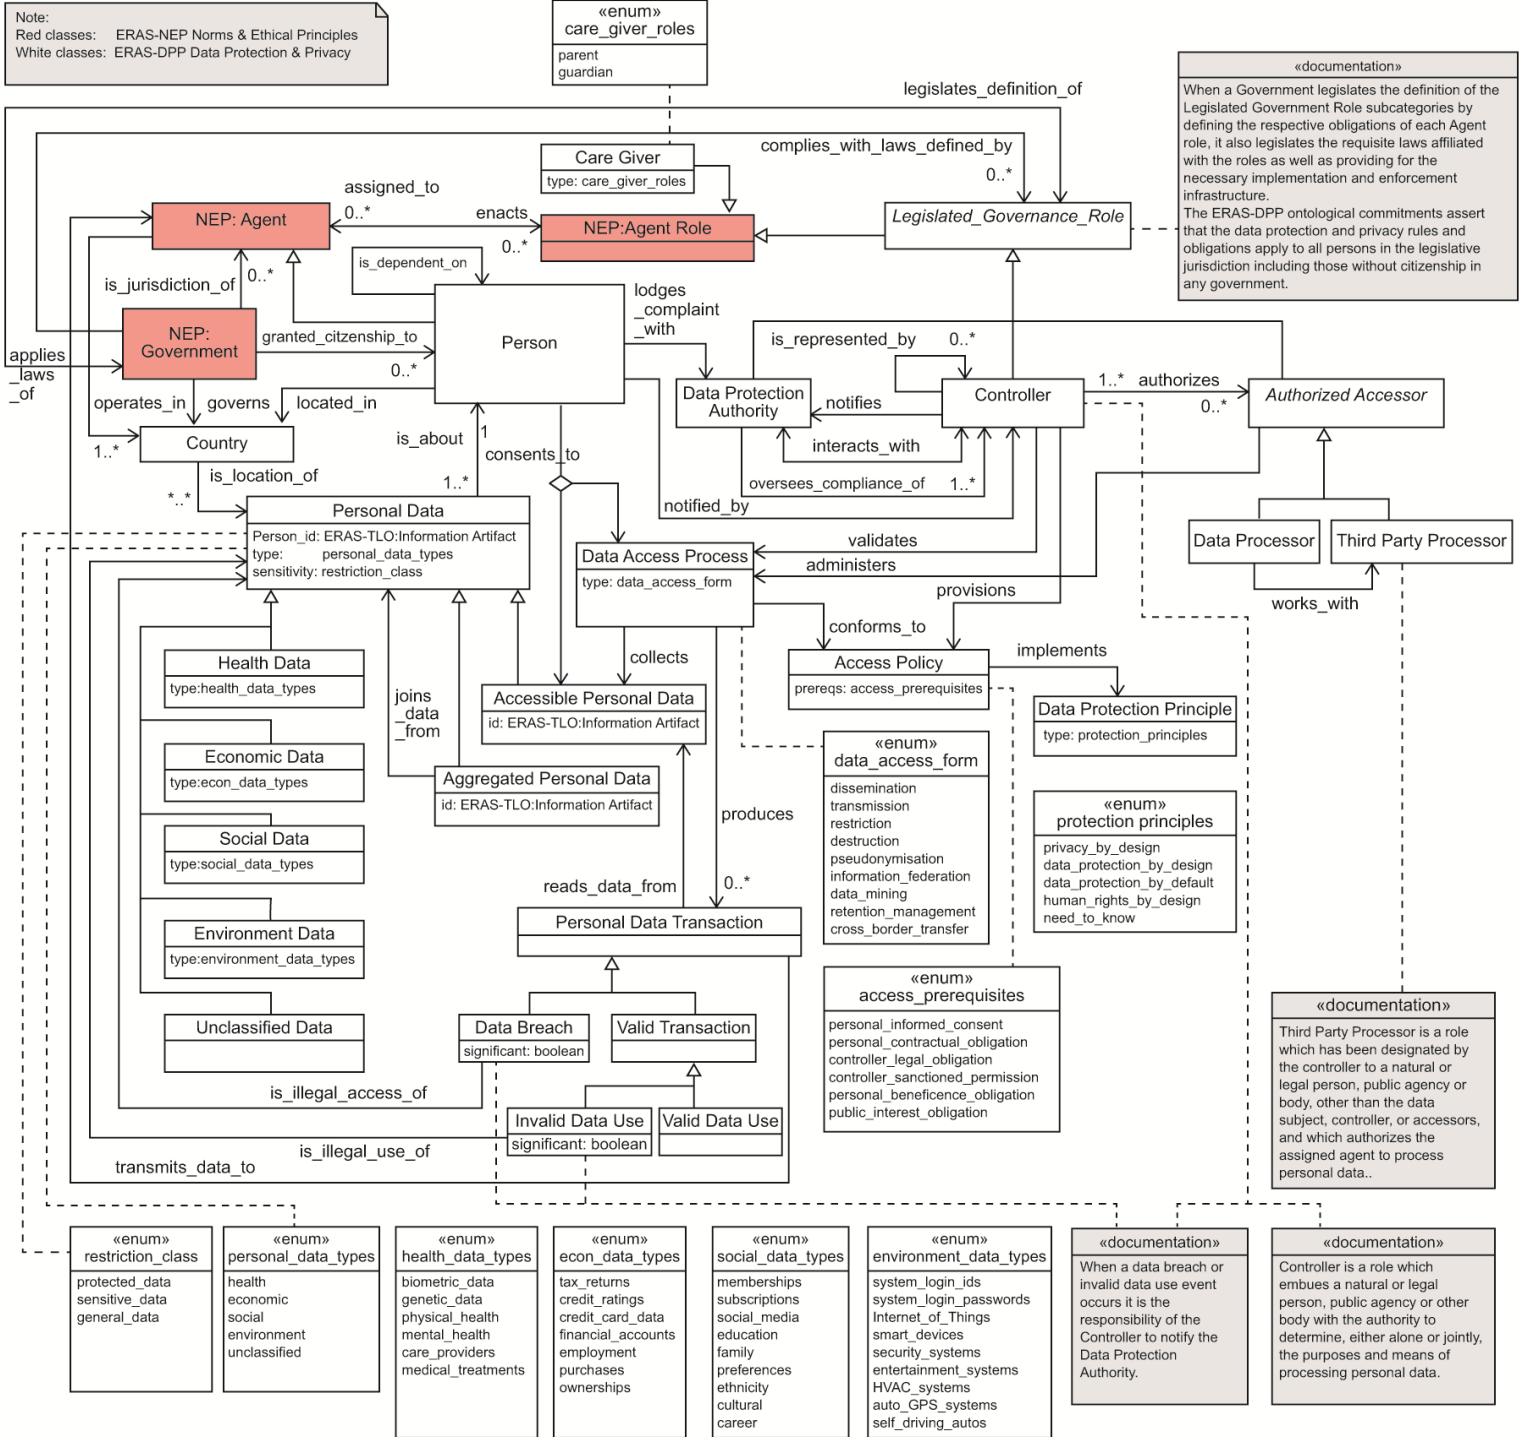 Note:
Red classes: ERAS-NEP Norms & Ethical Principles
White classes: ERAS-DPP Data Protection & Privacy
«enum»
care_giver_roles
parent
guardian
«documentation»
When a Government legislates the definition of the
Legislated Government Role subcategories by
defining the respective obligations of each Agent
role, it also legislates the requisite laws affiliated
with the roles as well as providing for the
necessary implementation and enforcement
infrastructure.
The ERAS-DPP ontological commitments assert
that the data protection and privacy rules and
obligations apply to all persons in the legislative
jurisdiction including those without citizenship in
any government.
legislates_definition_of
complies_with_laws_defined_by
0..*
Care Giver
type: care_giver_roles
assigned_to
0..*
enacts
0..*
NEP: Agent
NEP:Agent Role
Legislated_Governance_Role
is_dependent_on
is_jurisdiction_of
0..*
NEP:
Government
granted_citzenship_to
0..*
Person
lodges
_complaint
_with
is_represented_by
0..*
applies
_laws
_of
operates_in
governs
located_in
Data Protection
Authority
notifies
Controller
1..*
authorizes
0..*
Authorized Accessor
Country
1..*
is_about
1
consents_to
1..*
interacts_with
oversees_compliance_of
1..*
is_location_of
*..*
notified_by
Personal Data
Person_id: ERAS-TLO:Information Artifact
type: personal_data_types
sensitivity: restriction_class
Data Access Process
type: data_access_form
validates
administers
provisions
Data Processor
Third Party Processor
works_with
conforms_to
collects
Access Policy
prereqs: access_prerequisites
implements
Data Protection Principle
type: protection_principles
Health Data
type:health_data_types
joins
_data
_from
Accessible Personal Data
id: ERAS-TLO:Information Artifact
Economic Data
type:econ_data_types
Aggregated Personal Data
id: ERAS-TLO:Information Artifact
«enum»
data_access_form
dissemination
transmission
restriction
destruction
pseudonymisation
information_federation
data_mining
retention_management
cross_border_transfer
«enum»
protection principles
privacy_by_design
data_protection_by_design
data_protection_by_default
human_rights_by_design
need_to_know
Social Data
type:social_data_types
produces
0..*
reads_data_from
Environment Data
type:environment_data_types
Personal Data Transaction
Unclassified Data
Data Breach
significant: boolean
Valid Transaction
«enum»
access_prerequisites
personal_informed_consent
personal_contractual_obligation
controller_legal_obligation
controller_sanctioned_permission
personal_beneficence_obligation
public_interest_obligation
«documentation»
Third Party Processor is a role
which has been designated by
the controller to a natural or
legal person, public agency or
body, other than the data
subject, controller, or accessors,
and which authorizes the
assigned agent to process
personal data..
is_illegal_access_of
Invalid Data Use
significant: boolean
Valid Data Use
is_illegal_use_of
transmits_data_to
«enum»
restriction_class
protected_data
sensitive_data
general_data
«enum»
personal_data_types
health
economic
social
environment
unclassified
«enum»
health_data_types
biometric_data
genetic_data
physical_health
mental_health
care_providers
medical_treatments
«enum»
econ_data_types
tax_returns
credit_ratings
credit_card_data
financial_accounts
employment
purchases
ownerships
«enum»
social_data_types
memberships
subscriptions
social_media
education
family
preferences
ethnicity
cultural
career
«enum»
environment_data_types
system_login_ids
system_login_passwords
Internet_of_Things
smart_devices
security_systems
entertainment_systems
HVAC_systems
auto_GPS_systems
self_driving_autos
«documentation»
When a data breach or
invalid data use event
occurs it is the
responsibility of the
Controller to notify the
Data Protection
Authority.
«documentation»
Controller is a role which
embues a natural or legal
person, public agency or other
body with the authority to
determine, either alone or jointly,
the purposes and means of
processing personal data.